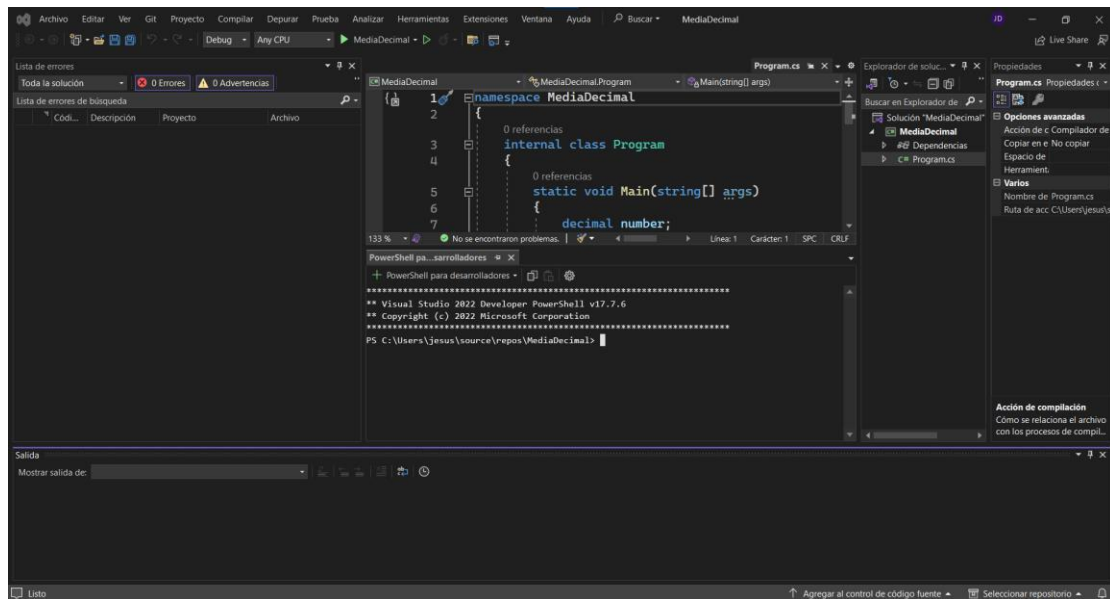 Archivo Editar Ver Git Proyecto Compilar Depurar Prueba Analizar Herramientas Extensiones Ventana Ayuda Buscar MediaDecimal JD
Debug Any CPU MediaDecimal Live Share
Lista de errores
Toda la solución 0 Errores 0 Advertencias
Lista de errores de búsqueda
Códi... Descripción Proyecto Archivo
Program.cs
MediaDecimal MediaDecimal.Program Main(string[] args)
1 namespace MediaDecimal
2 {
0 referencias
3 internal class Program
4 {
0 referencias
5 static void Main(string[] args)
6 {
7 decimal number;
133 % No se encontraron problemas. Línea: 1 Carácter: 1 SPC CRLF
PowerShell pa...sarrolladores
PowerShell para desarrolladores
**********************************************************************
** Visual Studio 2022 Developer PowerShell v17.7.6
** Copyright (c) 2022 Microsoft Corporation
**********************************************************************
PS C:\Users\jesus\source\repos\MediaDecimal>
Explorador de soluc...
Buscar en Explorador de
Solución "MediaDecimal"
MediaDecimal
Dependencias
C# Program.cs
Propiedades
Program.cs Propiedades
Opciones avanzadas
Acción de c Compilador de
Copiar en e No copiar
Espacio de
Herramient
Varios
Nombre de Program.cs
Ruta de acc C:\Users\jesus\s
Acción de compilación
Cómo se relaciona el archivo
con los procesos de compil...
Salida
Mostrar salida de:
Listo Agregar al control de código fuente Seleccionar repositorio